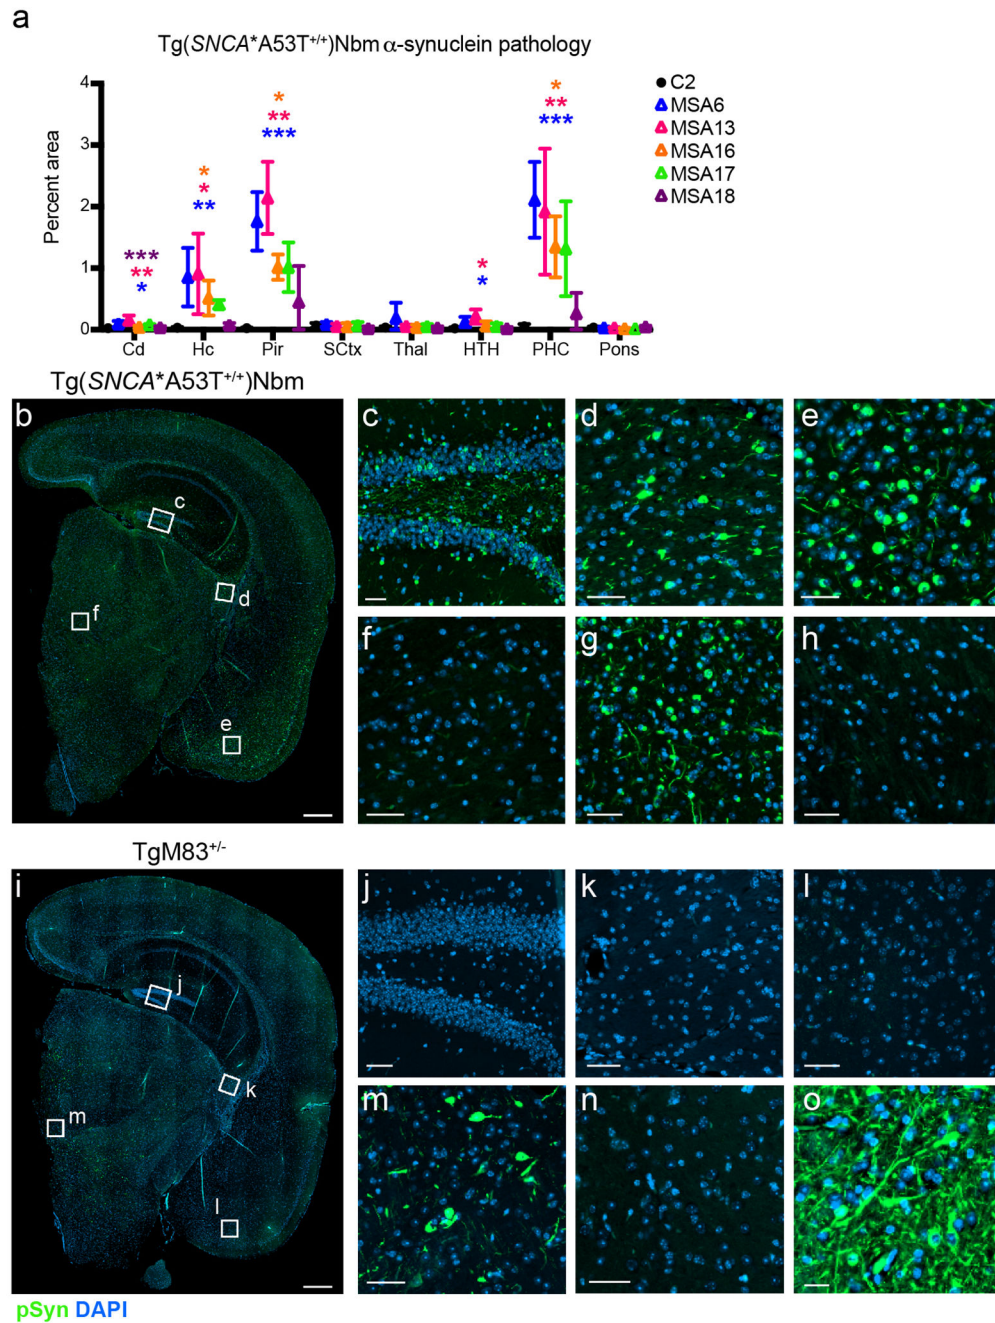 a
Tg(SNCA*A53T+/+)Nbm α-synuclein pathology
Percent area
4
3
2
1
0
*
**
***
*
*
**
***
**
*
*
*
*
**
***
C2
MSA6
MSA13
MSA16
MSA17
MSA18
Cd Hc Pir SCtx Thal HTH PHC Pons
Tg(SNCA*A53T+/+)Nbm
b
c
d
f
e
c
d
e
f
g
h
TgM83+/-
i
j
k
m
l
j
k
l
m
n
o
pSyn DAPI